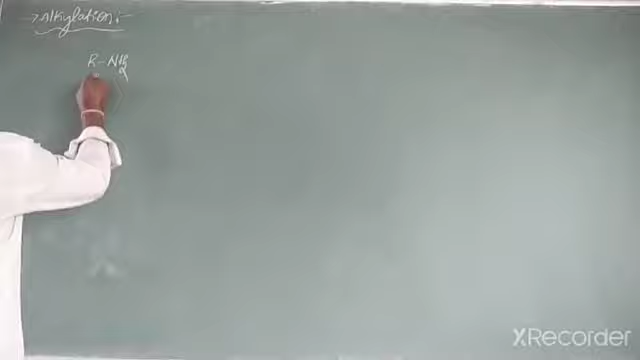 → Alkylation:-
R-NH2
XRecorder